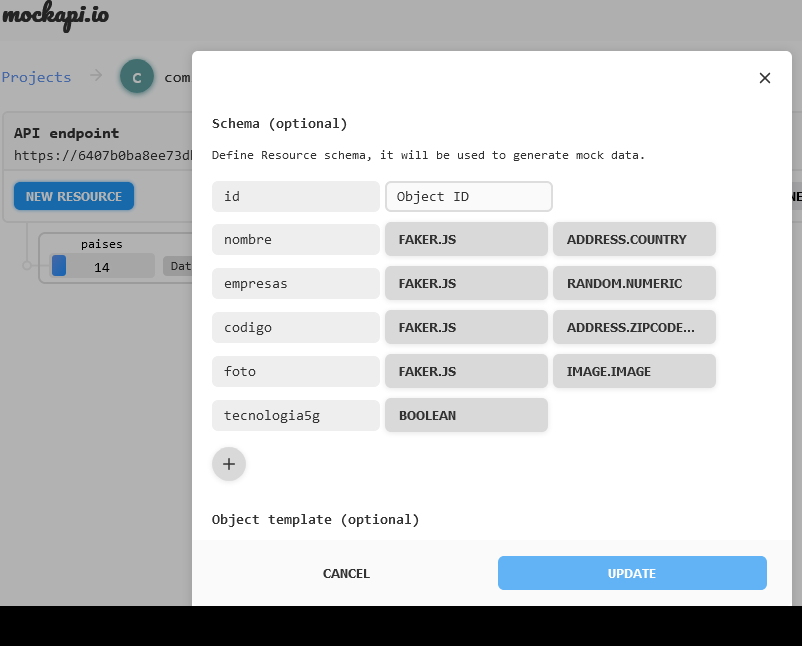 mockapi.io
Projects
C
com
API endpoint
https://6407b0ba8ee73d
NEW RESOURCE
NE
paises
14
Dat
Schema (optional)
Define Resource schema, it will be used to generate mock data.
id Object ID
nombre FAKER.JS ADDRESS.COUNTRY
empresas FAKER.JS RANDOM.NUMERIC
codigo FAKER.JS ADDRESS.ZIPCODE...
foto FAKER.JS IMAGE.IMAGE
tecnologia5g BOOLEAN
+
Object template (optional)
CANCEL UPDATE